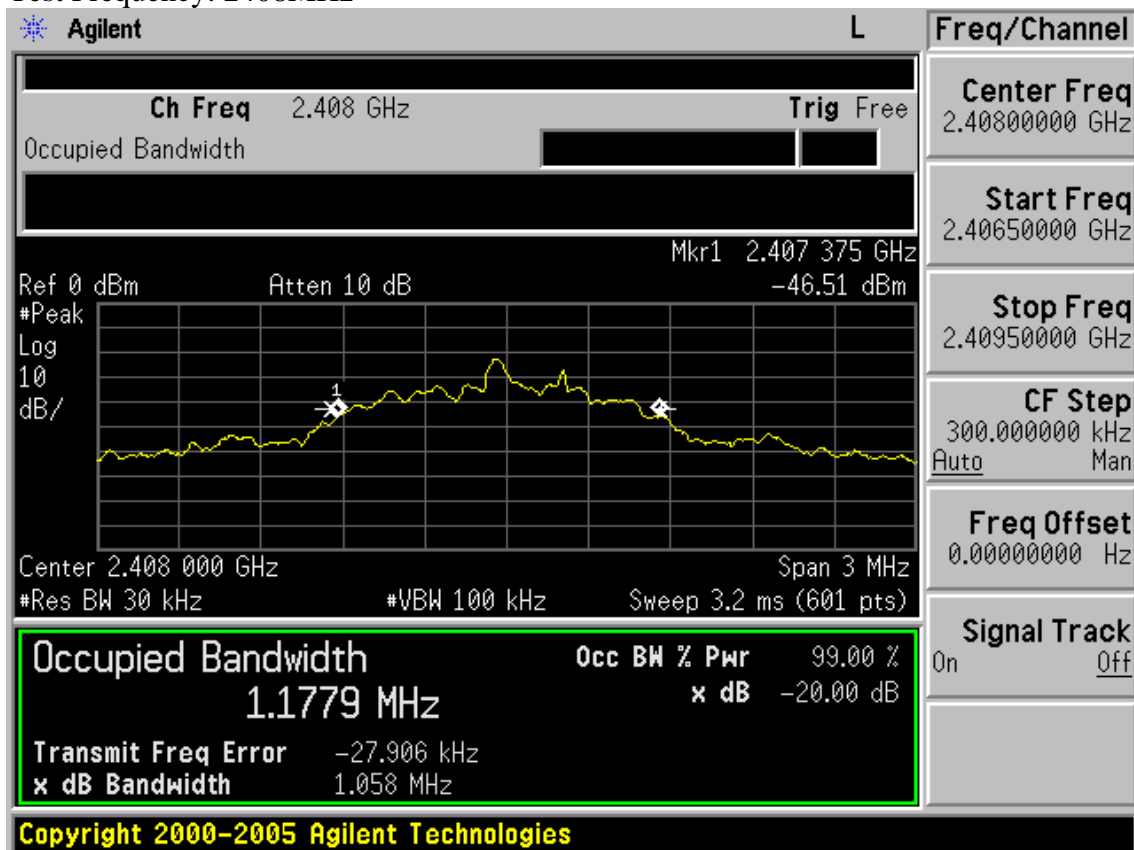 Agilent L
Ch Freq 2.408 GHz Trig Free
Occupied Bandwidth
Mkr1 2.407 375 GHz
Ref 0 dBm Atten 10 dB -46.51 dBm
#Peak
Log
10
dB/
1
Center 2.408 000 GHz Span 3 MHz
#Res BW 30 kHz #VBW 100 kHz Sweep 3.2 ms (601 pts)
Occupied Bandwidth Occ BW % Pwr 99.00 %
1.1779 MHz x dB -20.00 dB
Transmit Freq Error -27.906 kHz
x dB Bandwidth 1.058 MHz
Copyright 2000-2005 Agilent Technologies
Freq/Channel
Center Freq
2.40800000 GHz
Start Freq
2.40650000 GHz
Stop Freq
2.40950000 GHz
CF Step
300.000000 kHz
Auto Man
Freq Offset
0.00000000 Hz
Signal Track
On Off